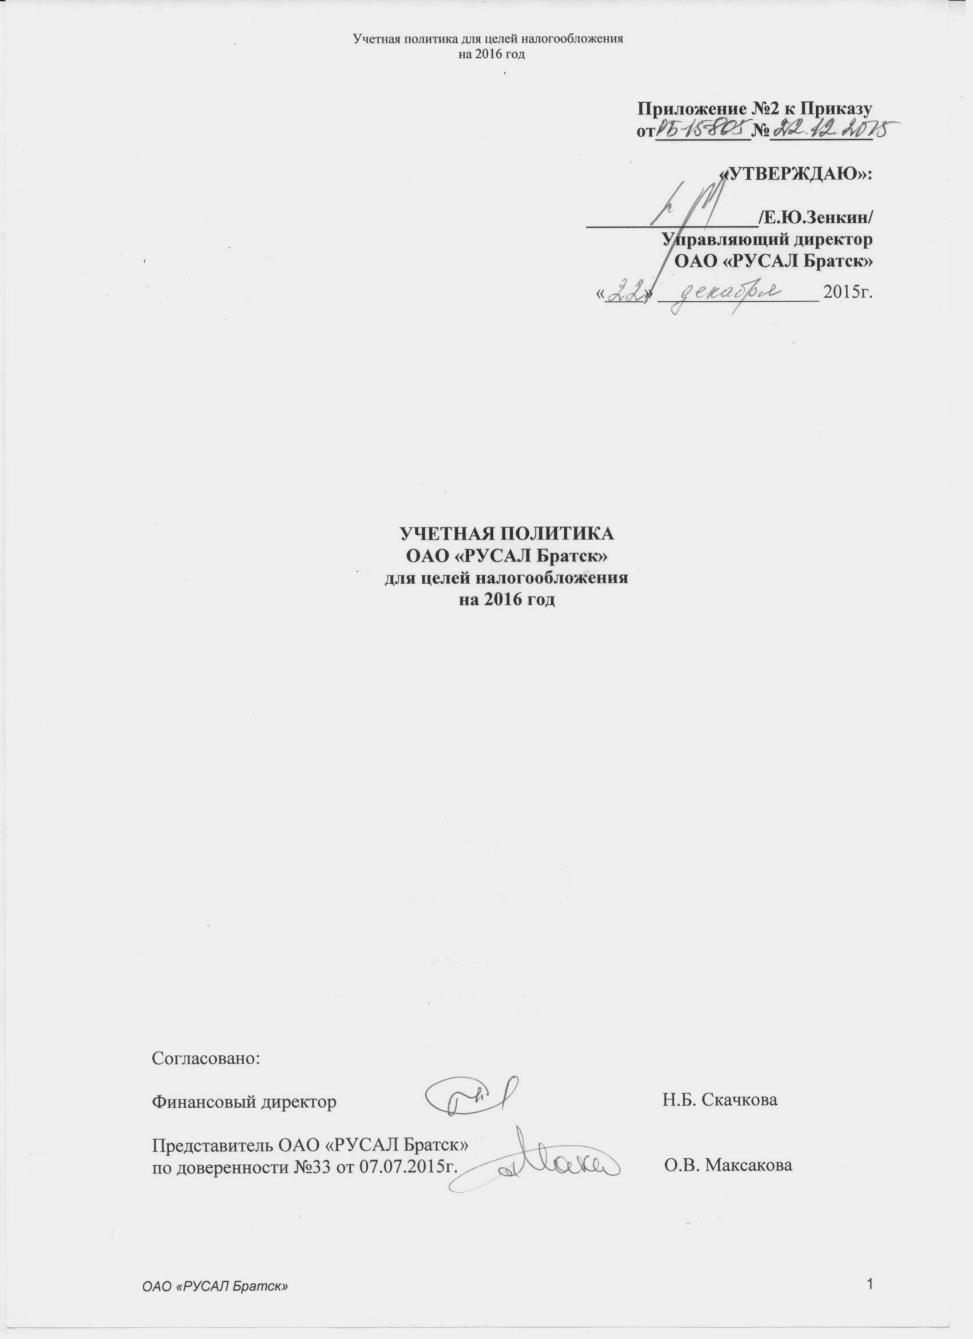 Учетная политика для целей налогообложения
на 2016 год
Приложение №2 к Приказу
от РБ-15-805 № 22.12.2015
«УТВЕРЖДАЮ»:
/Е.Ю.Зенкин/
Управляющий директор
ОАО «РУСАЛ Братск»
«22» декабря 2015г.
УЧЕТНАЯ ПОЛИТИКА
ОАО «РУСАЛ Братск»
для целей налогообложения
на 2016 год
Согласовано:
Финансовый директор Н.Б. Скачкова
Представитель ОАО «РУСАЛ Братск»
по доверенности №33 от 07.07.2015г. О.В. Максакова
ОАО «РУСАЛ Братск» 1